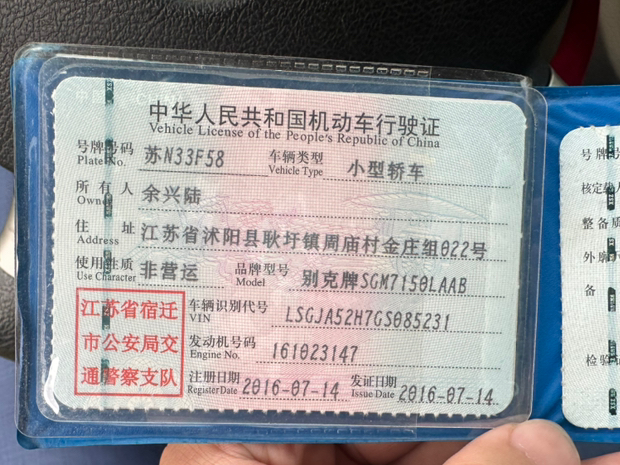 中华人民共和国机动车行驶证
Vehicle License of the People's Republic of China
号牌号码 苏N33F58 车辆类型 小型轿车
Plate No. Vehicle Type
所有人 余兴陆
Owner
住址 江苏省沭阳县耿圩镇周庙村金庄组022号
Address
使用性质 非营运 品牌型号 别克牌SGM7150LAAB
Use Character Model
江苏省宿迁
市公安局交
通警察支队
车辆识别代号 LSGJA52H7GS085231
VIN
发动机号码 161023147
Engine No.
注册日期 2016-07-14 发证日期 2016-07-14
Register Date Issue Date
号牌号
核定载人
整备质
外廓
备
检验